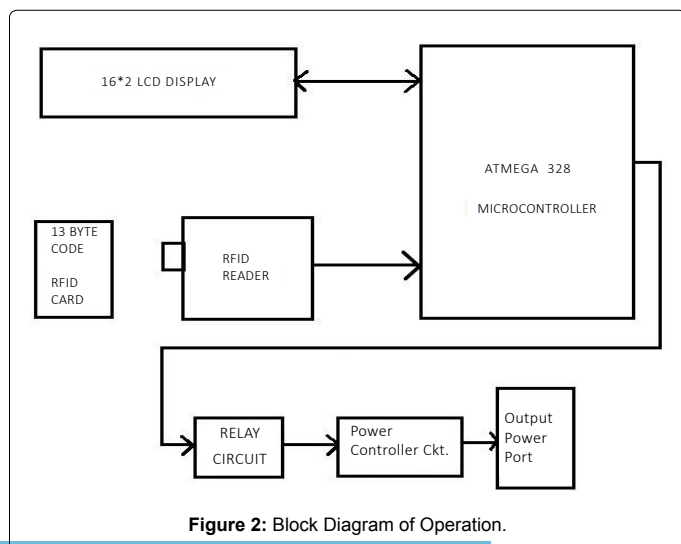 16*2 LCD DISPLAY
ATMEGA 328
MICROCONTROLLER
13 BYTE
CODE
RFID
CARD
RFID
READER
RELAY
CIRCUIT
Power
Controller Ckt.
Output
Power
Port
Figure 2: Block Diagram of Operation.